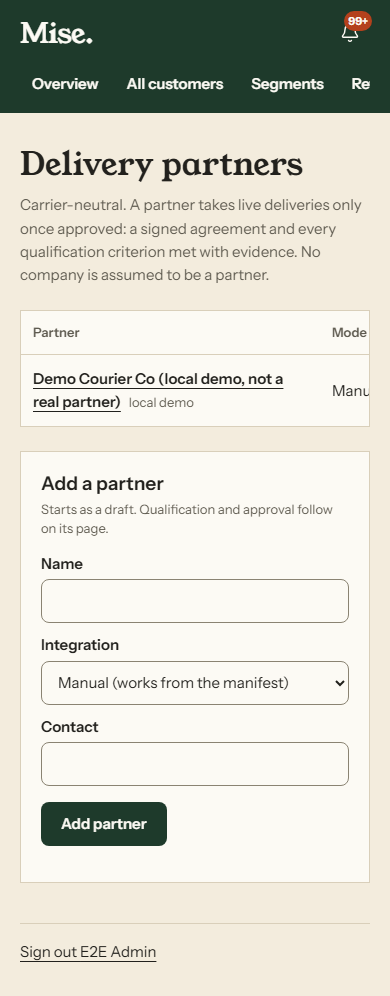 Mise.
99+
Overview All customers Segments Re
Delivery partners
Carrier-neutral. A partner takes live deliveries only
once approved: a signed agreement and every
qualification criterion met with evidence. No
company is assumed to be a partner.
Partner Mode
Demo Courier Co (local demo, not a
real partner) local demo
Manu
Add a partner
Starts as a draft. Qualification and approval follow
on its page.
Name
Integration
Manual (works from the manifest)
Contact
Add partner
Sign out E2E Admin